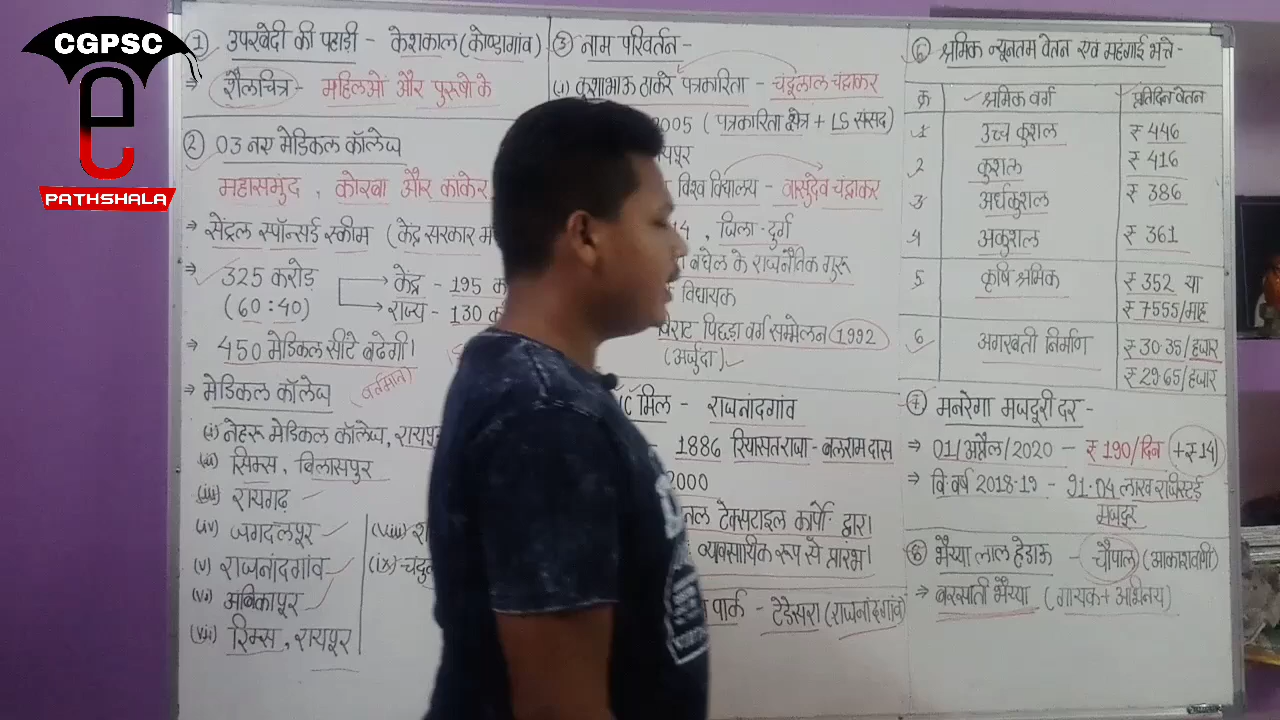 CGPSC
e
PATHSHALA
① उपरबेदी की पहाडी - केशकाल (कोण्डागांव)
⇒ शैलचित्र - महिलओं और पुरुषो के
② 03 नए मेडिकल कॉलेज
महासमुंद , कोरबा और कांकेर
⇒ सेंट्रल स्पॉन्सर्ड स्कीम (केंद्र सरकार
⇒ 325 करोड़
(60:40)
केंद्र - 195 क
राज्य - 130 क
⇒ 450 मेडिकल सीटे बढेगी।
⇒ मेडिकल कॉलेज (वर्तमान)
(i) नेहरू मेडिकल कॉलेज, रायपुर
(ii) सिम्स, बिलासपुर
(iii) रायगढ़
(iv) जगदलपूर
(v) राजनांदगांव
(vi) अंबिकापूर
(vii) रिम्स, रायपूर
(viii)
(ix)
③ नाम परिवर्तन -
(i) कुशाभाऊ ठाकरे पत्रकारिता - चंदूलाल चंद्राकर
2005 (पत्रकारिता क्षेत्र + LS संसद)
विश्व विद्यालय - वासुदेव चंद्राकर
14 , जिला - दुर्ग
बघेल के राजनैतिक गुरू
विधायक
विराट पिछड़ा वर्ग सम्मेलन 1992
(अर्जुंदा)
मिल - राजनांदगांव
1886 रियासत राजा - बलराम दास
2000
नल टेक्सटाइल कार्पो॰ द्वारा
व्यवसायीक रूप से प्रारंभ।
पार्क - टेडेसरा (राजनांदगांव)
⑥ श्रमिक न्यूनतम वेतन एवं महंगाई भत्ते -
क्र श्रमिक वर्ग प्रतिदिन वेतन
1 उच्च कुशल ₹ 446
2 कुशल ₹ 416
3 अर्धकुशल ₹ 386
4 अकुशल ₹ 361
5 कृषि श्रमिक ₹ 352 या
₹ 7555/माह
6 अगरबती निर्माण ₹ 30.35/हजार
₹ 29.65/हजार
मनरेगा मजदूरी दर -
⇒ 01/अप्रैल/2020 - ₹ 190/दिन (+₹14)
⇒ वि॰ वर्ष 2018-19 - 91.04 लाख रजिस्टर्ड
मजदूर
⑧ भैय्या लाल हेडाऊ - चौपाल (आकाशवाणी)
⇒ बरसाती भैय्या (गायक + अभिनय)